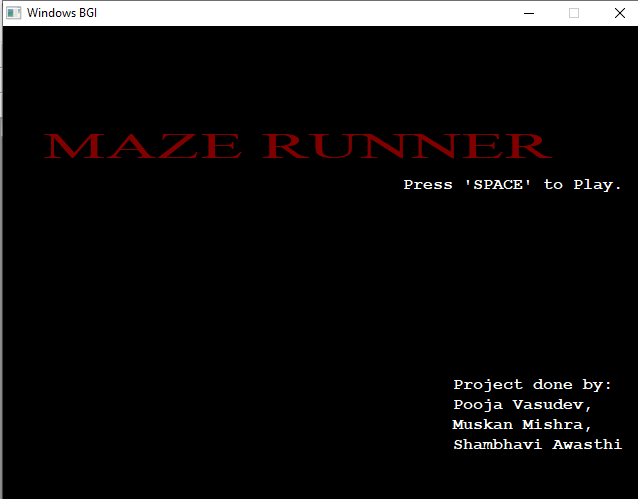 Windows BGI
MAZE RUNNER
Press 'SPACE' to Play.
Project done by:
Pooja Vasudev,
Muskan Mishra,
Shambhavi Awasthi